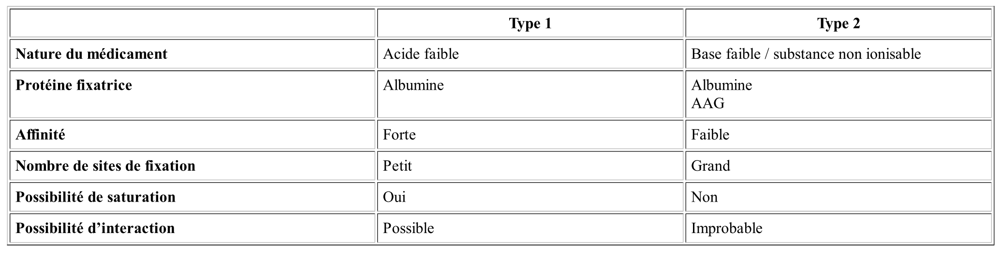 Type 1
Type 2
Nature du médicament
Acide faible
Base faible / substance non ionisable
Protéine fixatrice
Albumine
Albumine
AAG
Affinité
Forte
Faible
Nombre de sites de fixation
Petit
Grand
Possibilité de saturation
Oui
Non
Possibilité d’interaction
Possible
Improbable